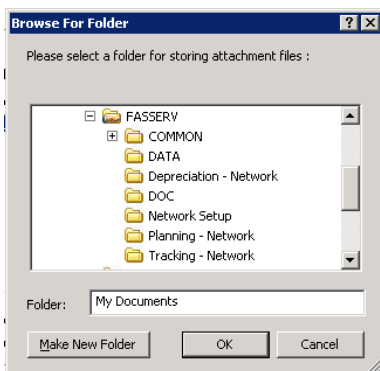 Browse For Folder
Please select a folder for storing attachment files :
FASSERV
COMMON
DATA
Depreciation - Network
DOC
Network Setup
Planning - Network
Tracking - Network
Folder: My Documents
Make New Folder OK Cancel